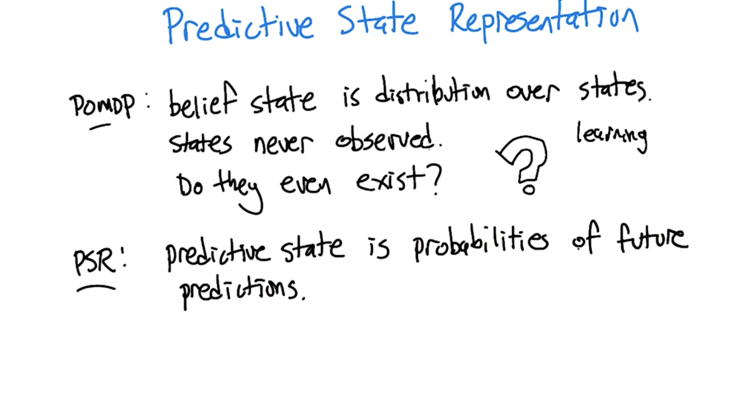 Predictive State Representation
POMDP: belief state is distribution over states.
states never observed. learning
Do they even exist? ?
PSR: predictive state is probabilities of future
predictions.